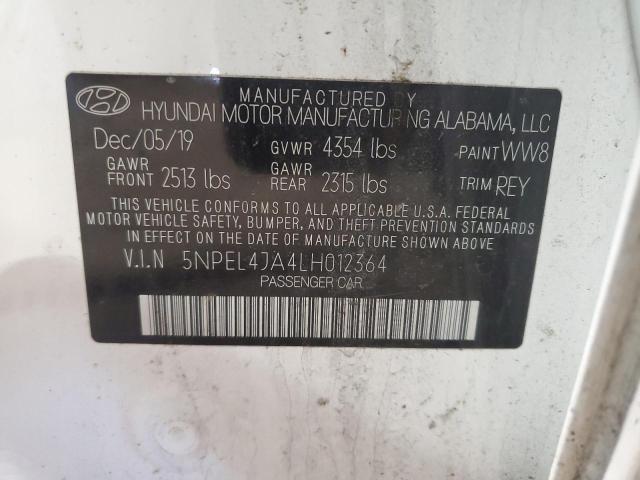 MANUFACTURED BY
HYUNDAI MOTOR MANUFACTURING ALABAMA, LLC
Dec/05/19 GVWR 4354 lbs PAINT WW8
GAWR FRONT 2513 lbs GAWR REAR 2315 lbs TRIM REY
THIS VEHICLE CONFORMS TO ALL APPLICABLE U.S.A. FEDERAL
MOTOR VEHICLE SAFETY, BUMPER, AND THEFT PREVENTION STANDARDS
IN EFFECT ON THE DATE OF MANUFACTURE SHOWN ABOVE
V.I.N 5NPEL4JA4LH012364
PASSENGER CAR